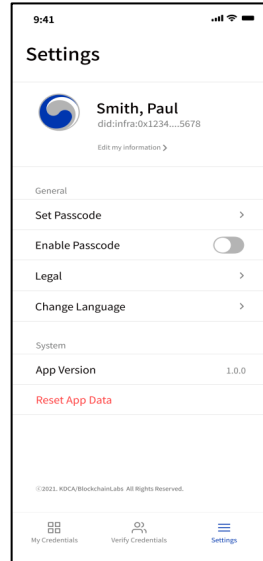 9:41
Settings
Smith, Paul
did:infra:0x1234....5678
Edit my information >
General
Set Passcode >
Enable Passcode
Legal >
Change Language >
System
App Version 1.0.0
Reset App Data
©2021. KDCA/BlockchainLabs All Rights Reserved.
My Credentials Verify Credentials Settings